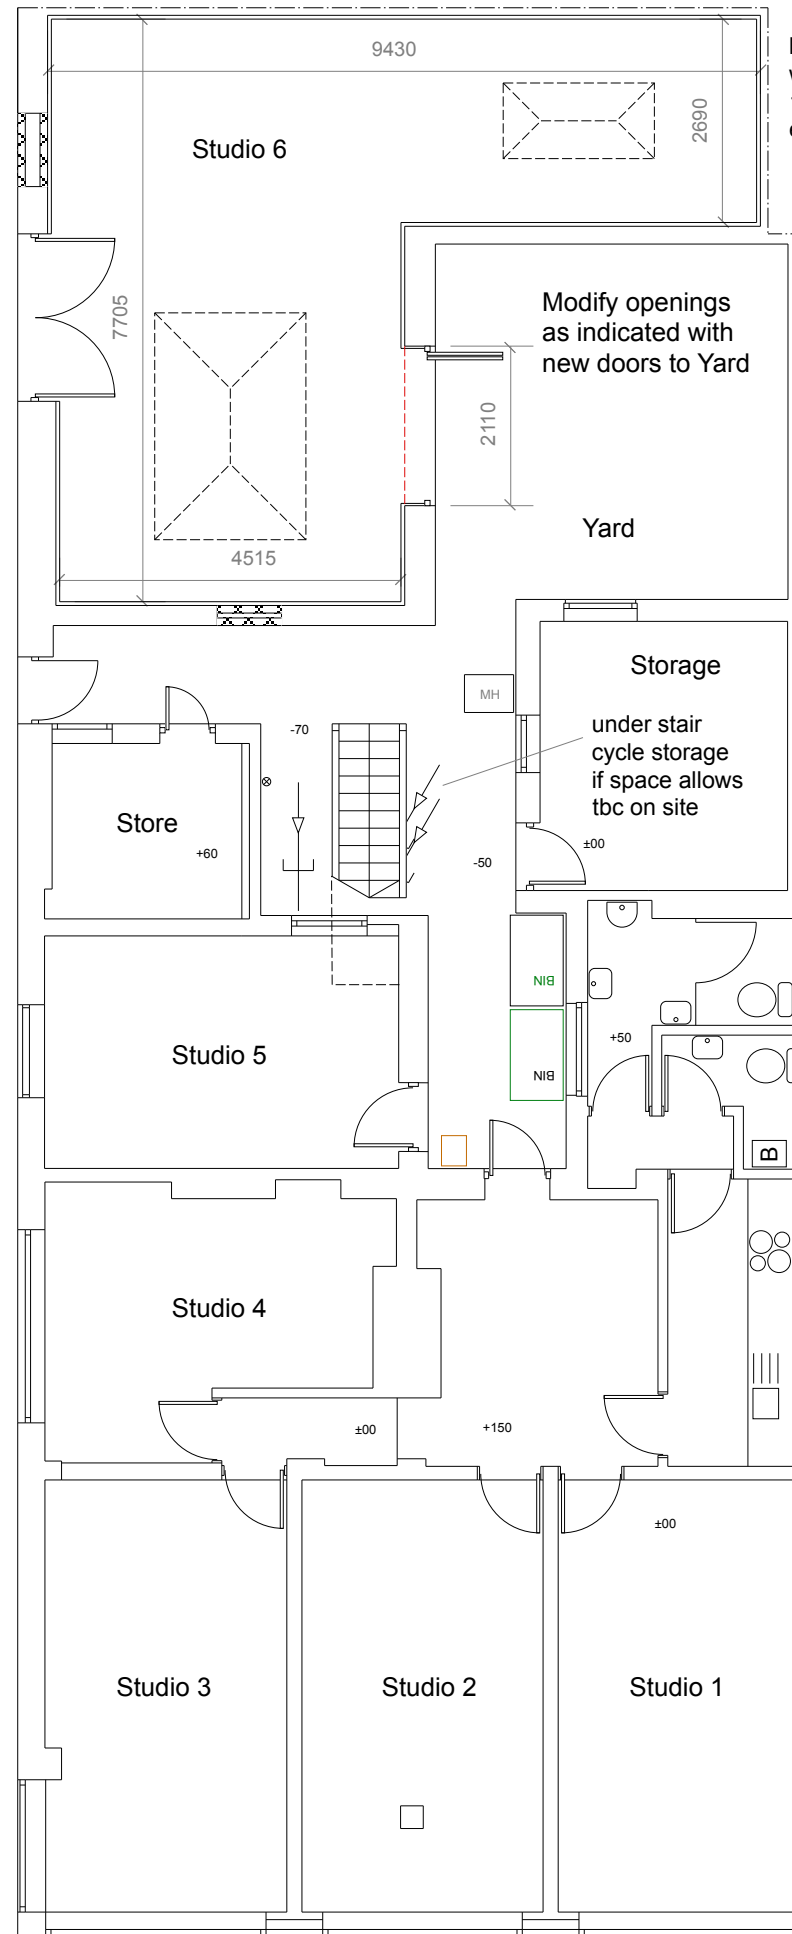 9430
2690
Studio 6
7705
Modify openings
as indicated with
new doors to Yard
2110
Yard
4515
Storage
MH
under stair
cycle storage
if space allows
tbc on site
-70
Store
+60
-50
±00
BIN
BIN
+50
Studio 5
B
Studio 4
±00
+150
±00
Studio 3
Studio 2
Studio 1